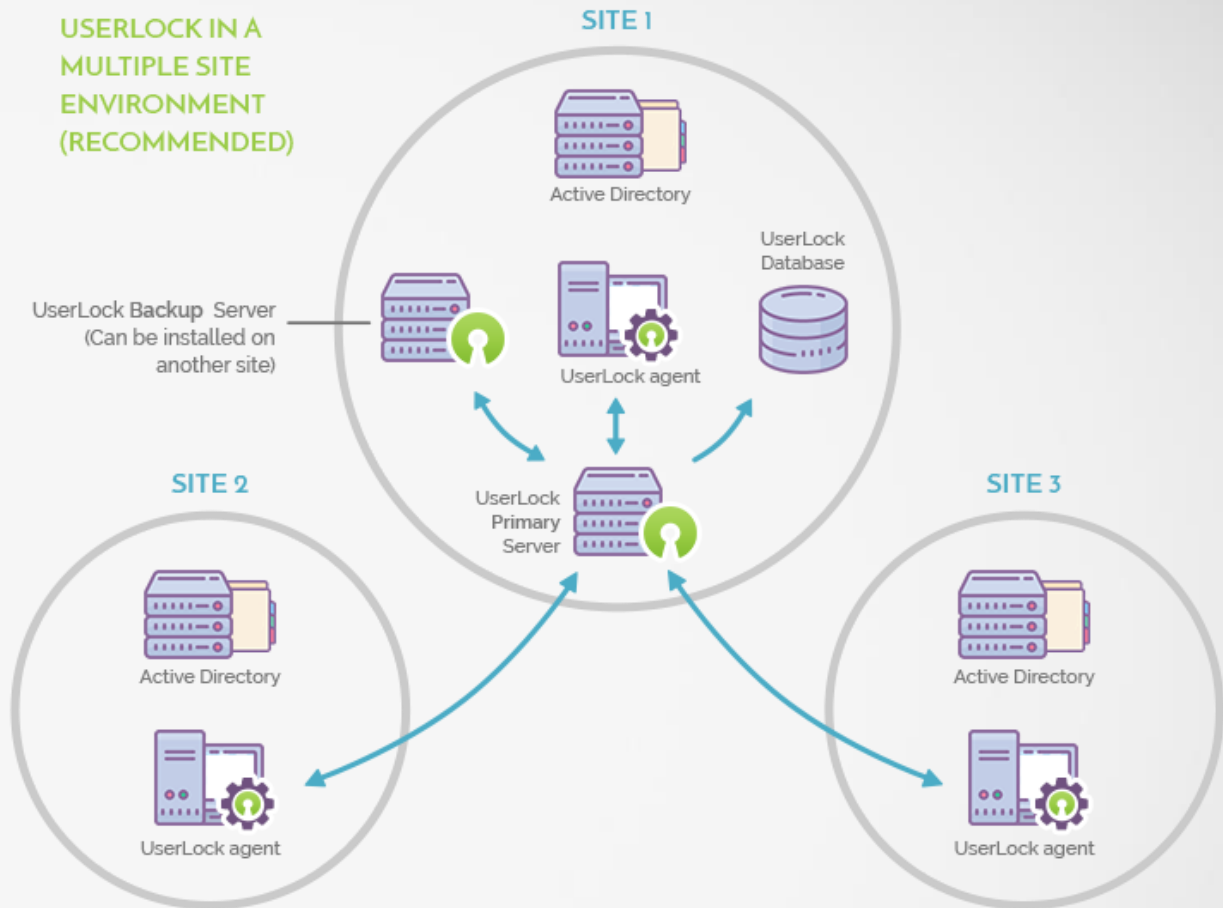 USERLOCK IN A
MULTIPLE SITE
ENVIRONMENT
(RECOMMENDED)
SITE 1
Active Directory
UserLock
Database
UserLock Backup Server
(Can be installed on
another site)
UserLock agent
SITE 2
UserLock
Primary
Server
SITE 3
Active Directory
Active Directory
UserLock agent
UserLock agent